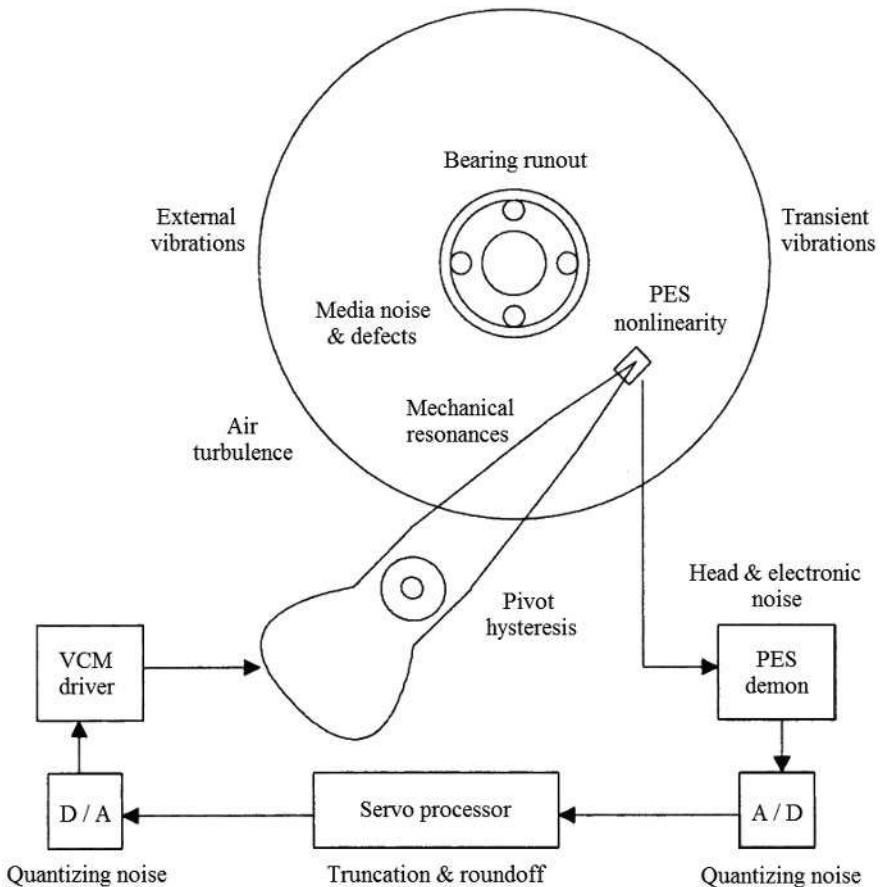 Bearing runout
External
vibrations
Transient
vibrations
Media noise
& defects
PES
nonlinearity
Mechanical
resonances
Air
turbulence
Head & electronic
noise
Pivot
hysteresis
VCM
driver
PES
demon
D / A
Servo processor
A / D
Quantizing noise
Truncation & roundoff
Quantizing noise